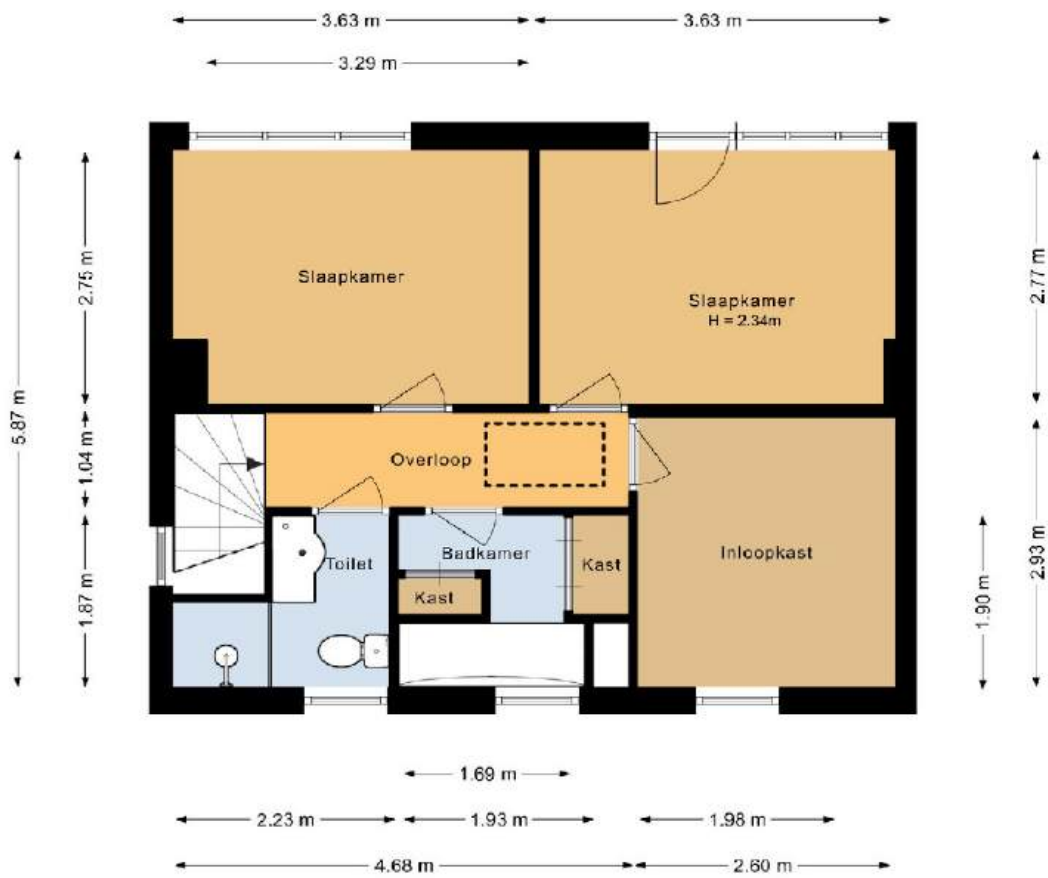 3.63 m
3.63 m
3.29 m
5.87 m
2.75 m
1.04 m
1.87 m
Slaapkamer
Slaapkamer
H = 2.34m
2.77 m
2.93 m
1.90 m
Overloop
Toilet
Badkamer
Kast
Kast
Inloopkast
1.69 m
2.23 m
1.93 m
1.98 m
4.68 m
2.60 m